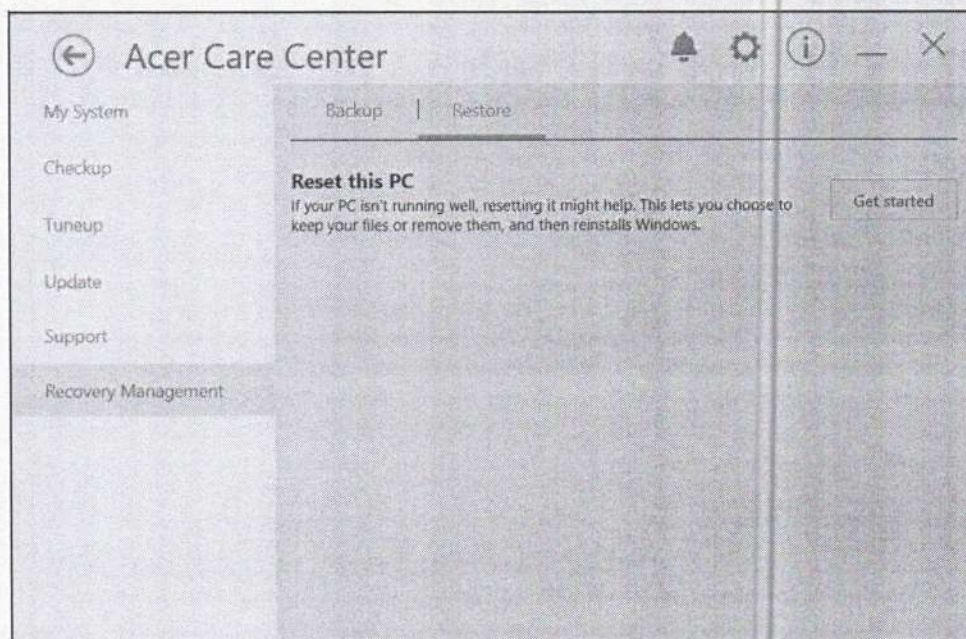 Acer Care Center
My System
Backup | Restore
Checkup
Reset this PC
If your PC isn't running well, resetting it might help. This lets you choose to
keep your files or remove them, and then reinstalls Windows.
Get started
Tuneup
Update
Support
Recovery Management